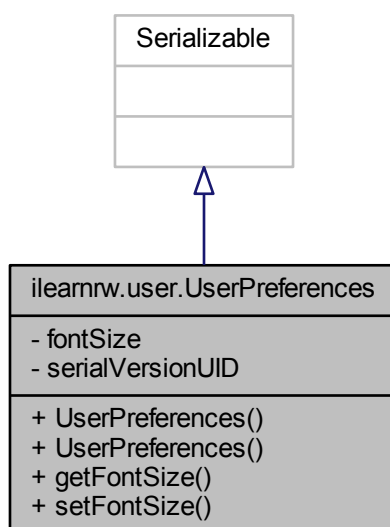 Serializable
ilearnrw.user.UserPreferences
- fontSize
- serialVersionUID
+ UserPreferences()
+ UserPreferences()
+ getFontSize()
+ setFontSize()